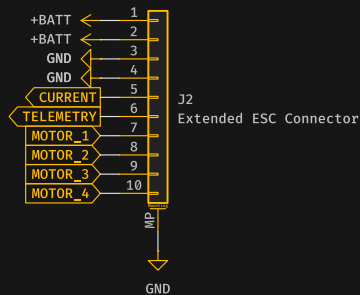 +BATT 1
+BATT 2
GND 3
GND 4
CURRENT 5
TELEMETRY 6
MOTOR_1 7
MOTOR_2 8
MOTOR_3 9
MOTOR_4 10
J2
Extended ESC Connector
MP
GND